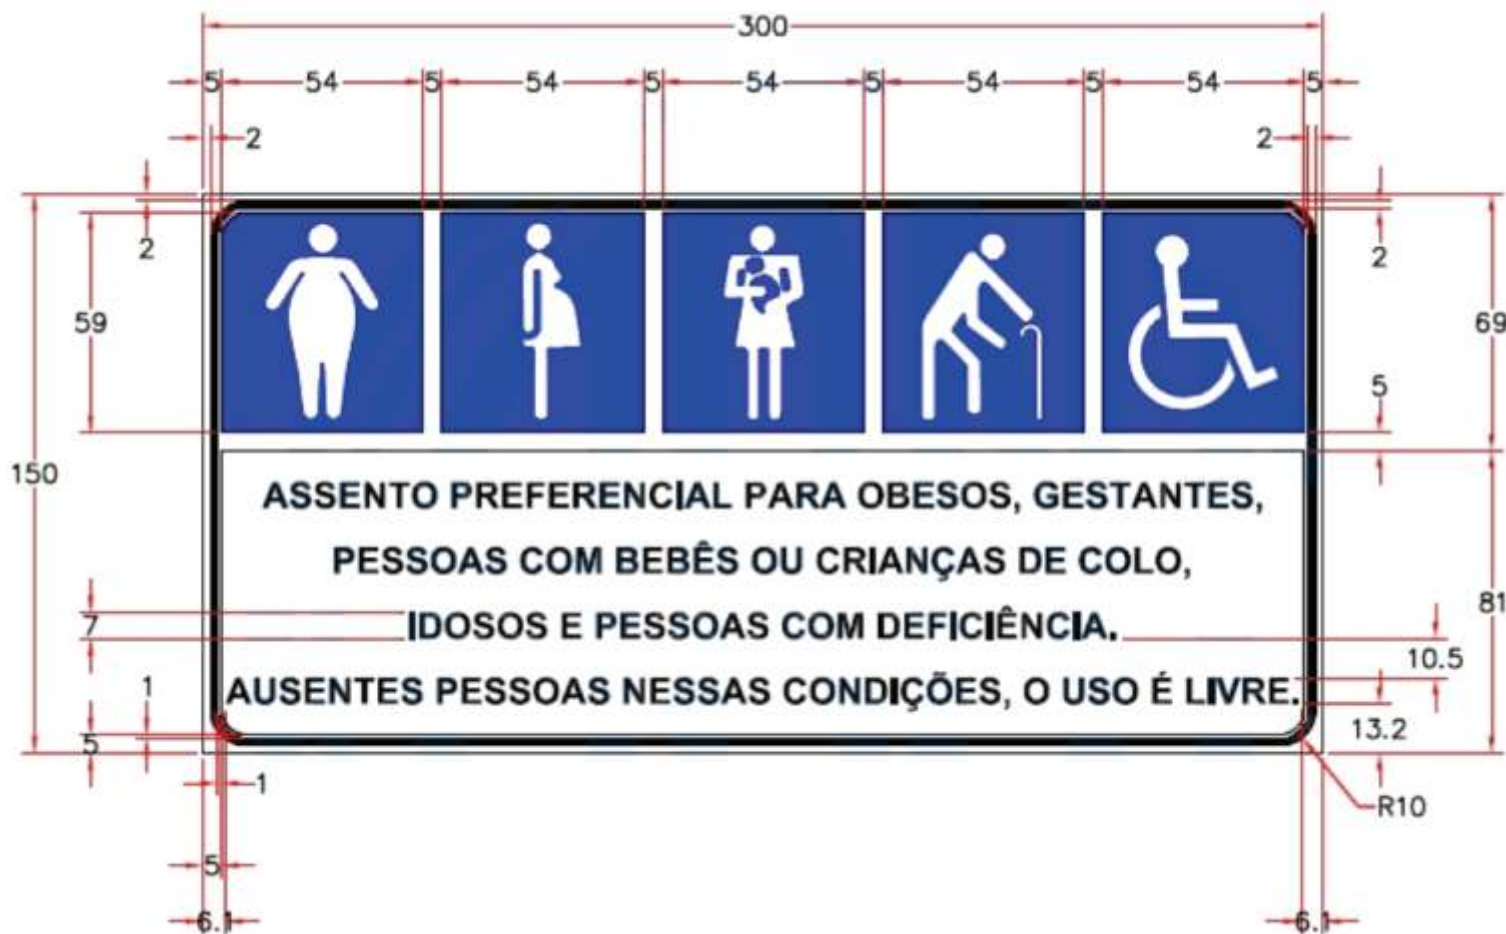 300
5 54 5 54 5 54 5 54 5 54 5
2 2
2 2
59 69
5
150
ASSENTO PREFERENCIAL PARA OBESOS, GESTANTES,
PESSOAS COM BEBÊS OU CRIANÇAS DE COLO,
7 IDOSOS E PESSOAS COM DEFICIÊNCIA. 81
10.5
1 AUSENTES PESSOAS NESSAS CONDIÇÕES, O USO É LIVRE.
5 13.2
1 R10
5
6.1 6.1